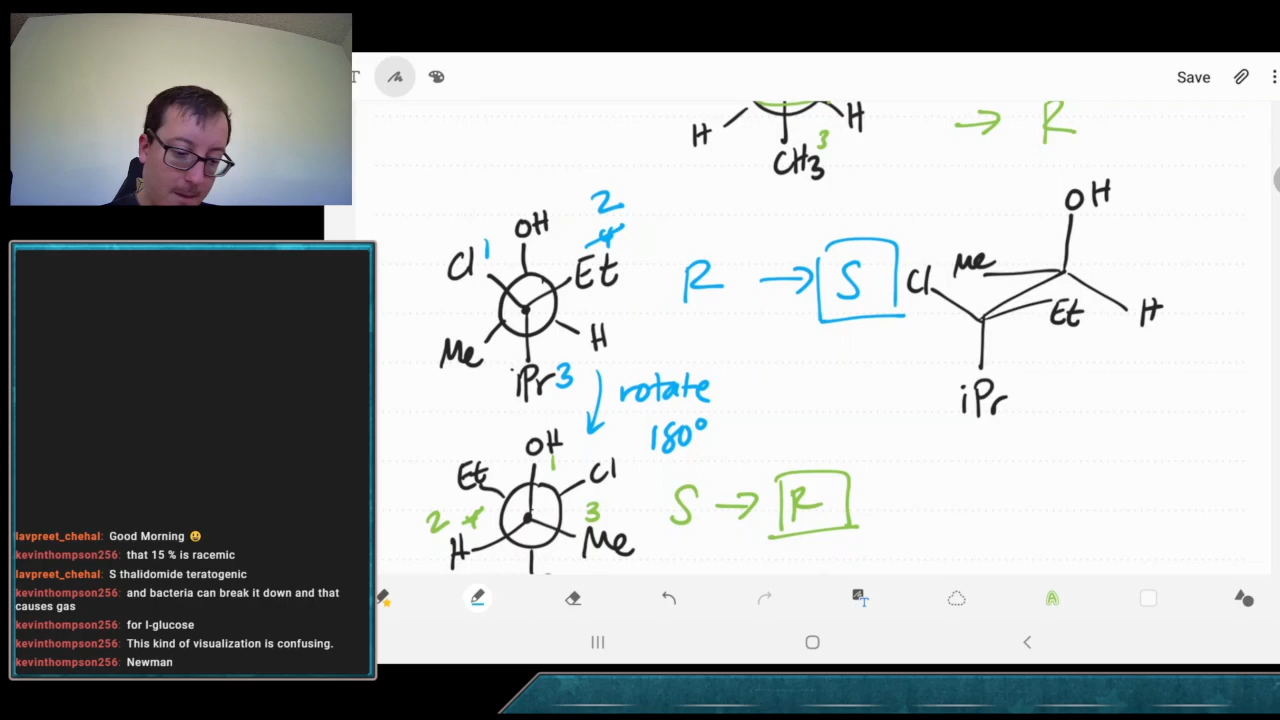 T
Save
H
H
CH3
3
→ R
2
4
OH
Cl
1
Et
Me
H
iPr
3
R → S
OH
Me
Cl
Et
H
iPr
rotate
180°
OH
1
Et
Cl
2
3
H
Me
S → R
lavpreet_chehal: Good Morning 😃
kevinthompson256: that 15 % is racemic
lavpreet_chehal: S thalidomide teratogenic
kevinthompson256: and bacteria can break it down and that
causes gas
kevinthompson256: for l-glucose
kevinthompson256: This kind of visualization is confusing.
kevinthompson256: Newman
T
A